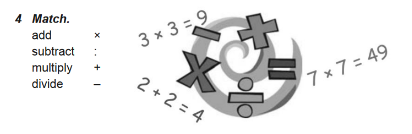 4 Match.
add ×
subtract :
multiply +
divide –
3 × 3 = 9
2 + 2 = 4
7 × 7 = 49
− + × = ÷